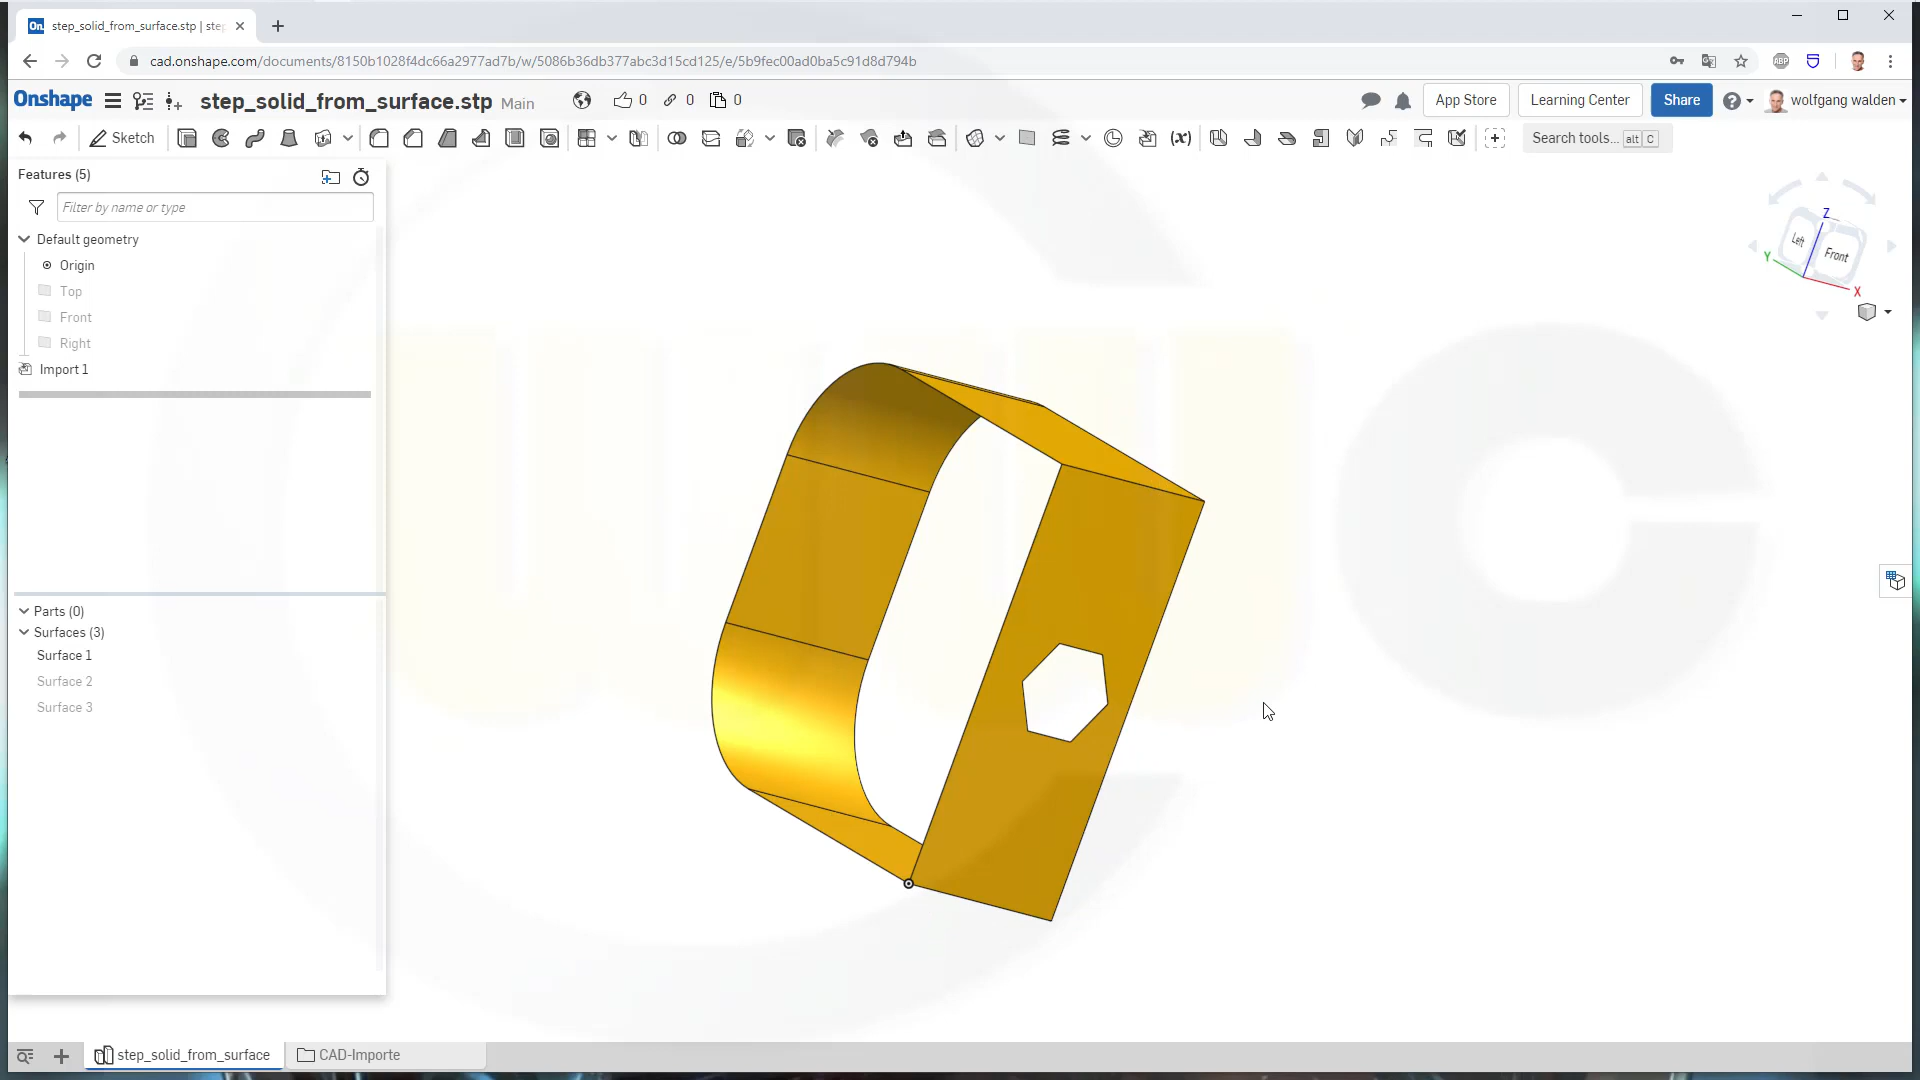 On step_solid_from_surface.stp | ste
cad.onshape.com/documents/8150b1028f4dc66a2977ad7b/w/5086b36db377abc3d15cd125/e/5b9fec00ad0ba5c91d8d794b
ABP
Onshape step_solid_from_surface.stp Main 0 0 0 App Store Learning Center Share wolfgang walden
Sketch (x) Search tools... alt C
Features (5)
Filter by name or type
Default geometry
Origin
Top
Front
Right
Import 1
Z
Left
Front
Y
X
Parts (0)
Surfaces (3)
Surface 1
Surface 2
Surface 3
step_solid_from_surface CAD-Importe